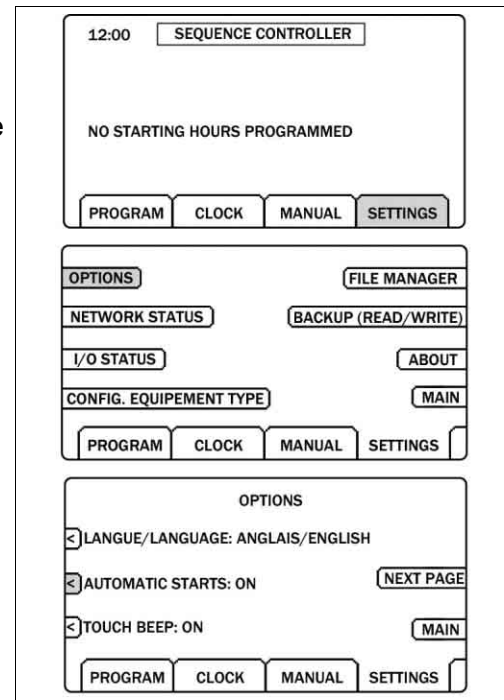 e
12:00 SEQUENCE CONTROLLER
NO STARTING HOURS PROGRAMMED
PROGRAM CLOCK MANUAL SETTINGS
OPTIONS FILE MANAGER
NETWORK STATUS BACKUP (READ/WRITE)
I/O STATUS ABOUT
CONFIG. EQUIPEMENT TYPE MAIN
PROGRAM CLOCK MANUAL SETTINGS
OPTIONS
< LANGUE/LANGUAGE: ANGLAIS/ENGLISH
< AUTOMATIC STARTS: ON NEXT PAGE
< TOUCH BEEP: ON MAIN
PROGRAM CLOCK MANUAL SETTINGS